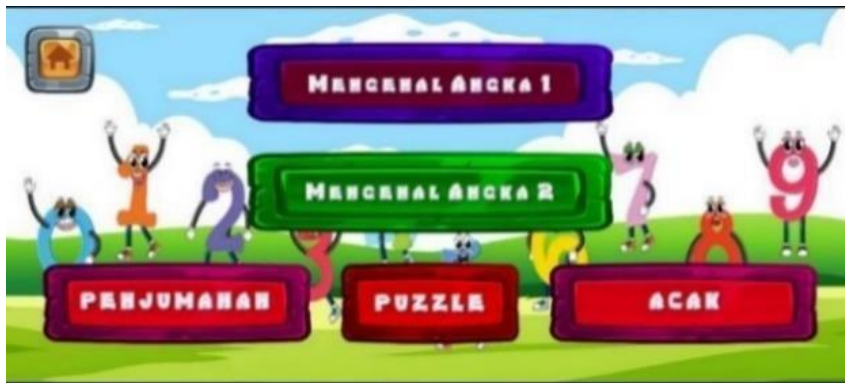 MENGENAL ANGKA 1
MENGENAL ANGKA 2
PENJUMAHAN
PUZZLE
ACAK